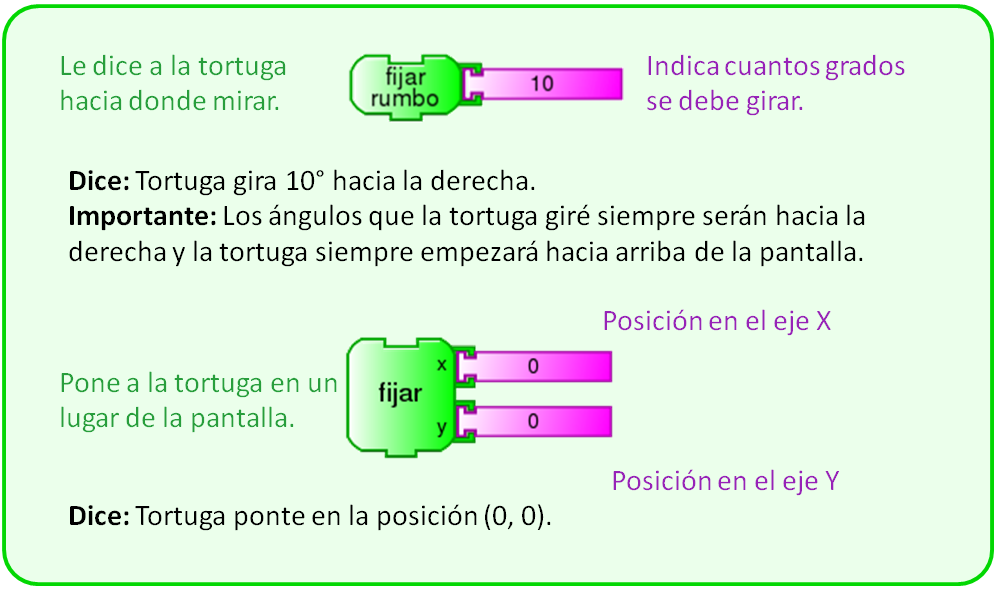 Le dice a la tortuga
hacia donde mirar.
fijar
rumbo
10
Indica cuantos grados
se debe girar.
Dice: Tortuga gira 10° hacia la derecha.
Importante: Los ángulos que la tortuga giré siempre serán hacia la
derecha y la tortuga siempre empezará hacia arriba de la pantalla.
Posición en el eje X
Pone a la tortuga en un
lugar de la pantalla.
fijar
x
0
y
0
Posición en el eje Y
Dice: Tortuga ponte en la posición (0, 0).